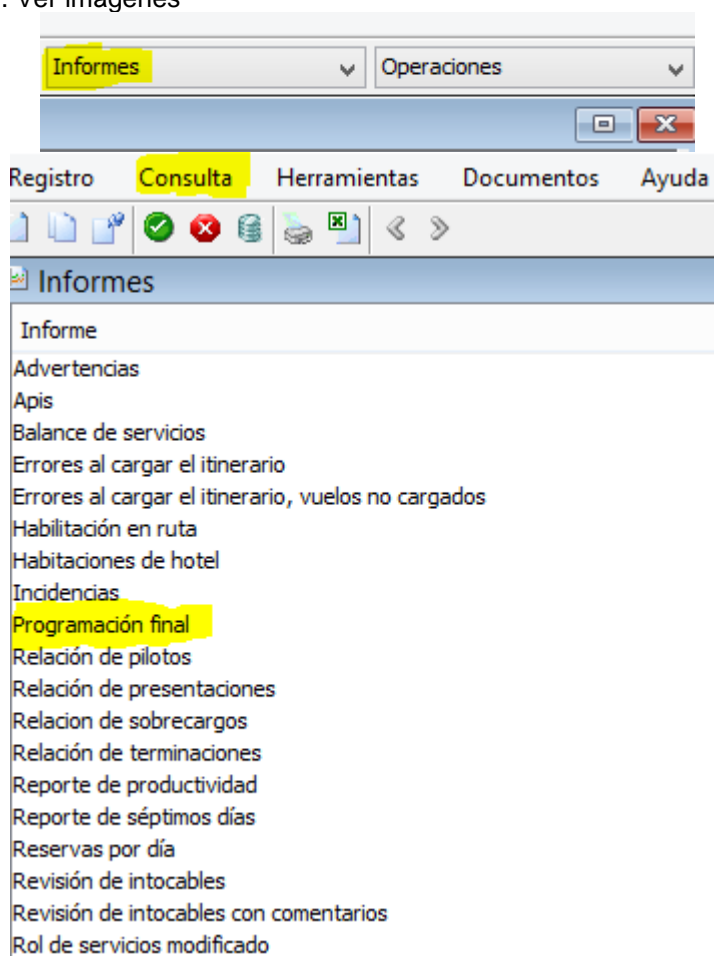 : Ver imágenes
Informes Operaciones
Registro Consulta Herramientas Documentos Ayuda
Informes
Informe
Advertencias
Apis
Balance de servicios
Errores al cargar el itinerario
Errores al cargar el itinerario, vuelos no cargados
Habilitación en ruta
Habitaciones de hotel
Incidencias
Programación final
Relación de pilotos
Relación de presentaciones
Relacion de sobrecargos
Relación de terminaciones
Reporte de productividad
Reporte de séptimos días
Reservas por día
Revisión de intocables
Revisión de intocables con comentarios
Rol de servicios modificado